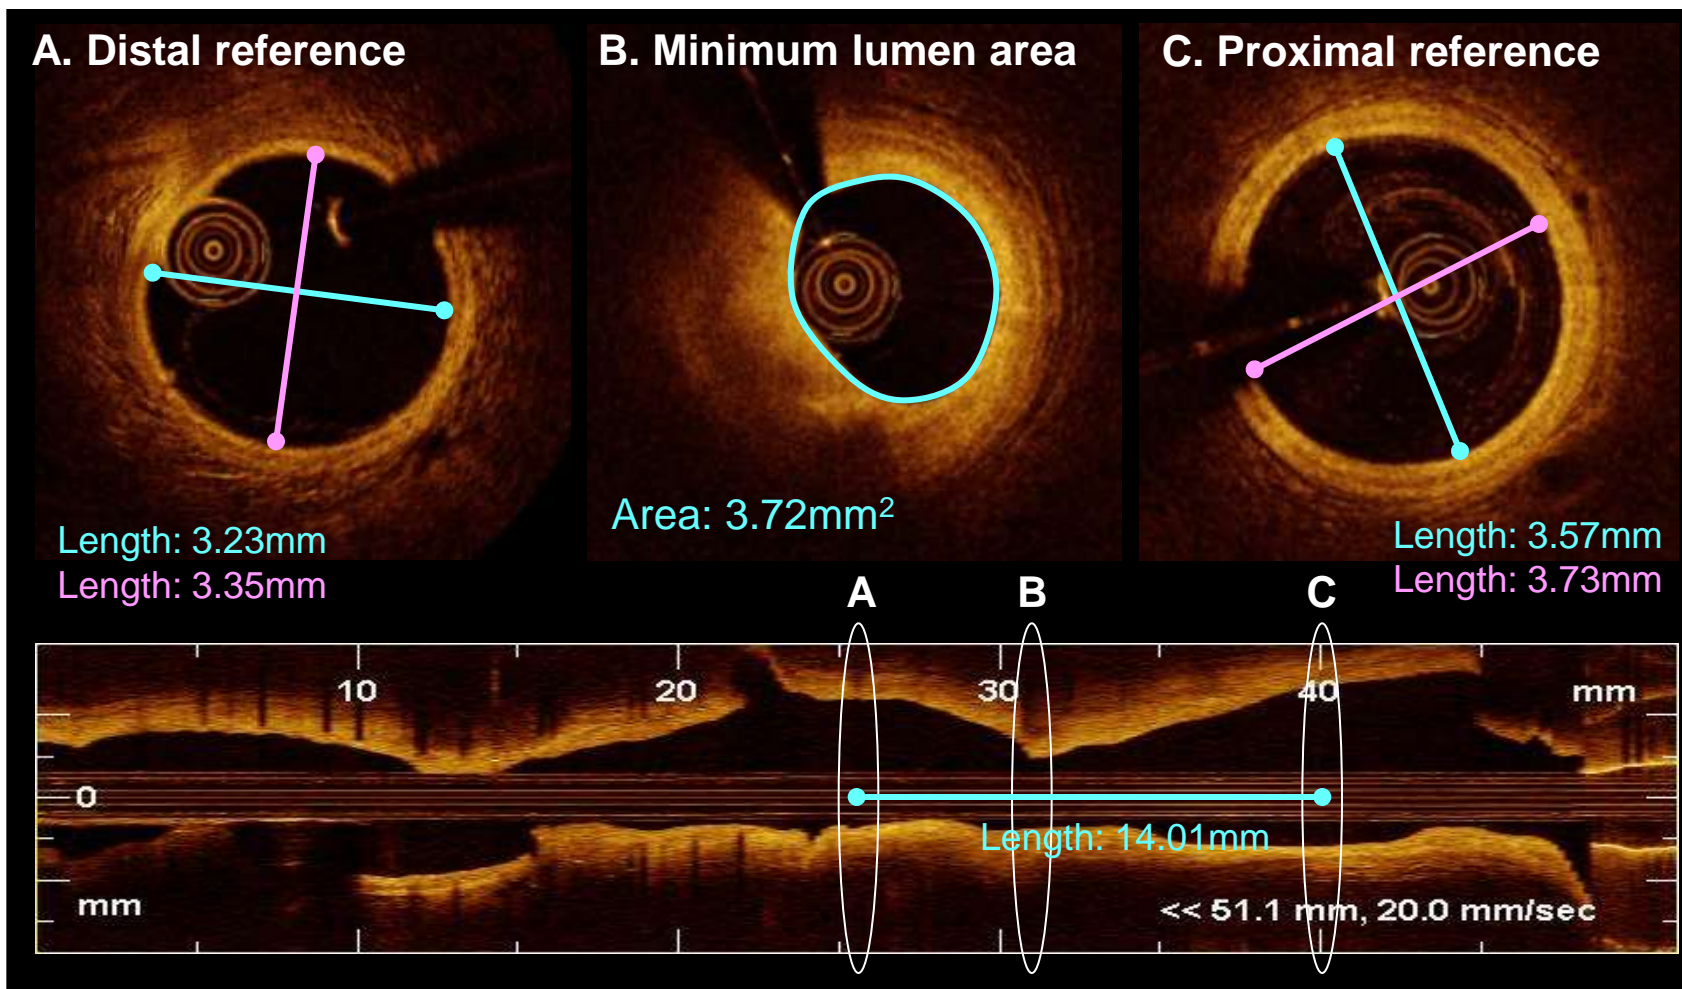 A. Distal reference
B. Minimum lumen area
C. Proximal reference
Length: 3.23mm
Length: 3.35mm
Area: 3.72mm²
Length: 3.57mm
Length: 3.73mm
A
B
C
10
20
30
40
mm
0
Length: 14.01mm
mm
<< 51.1 mm, 20.0 mm/sec